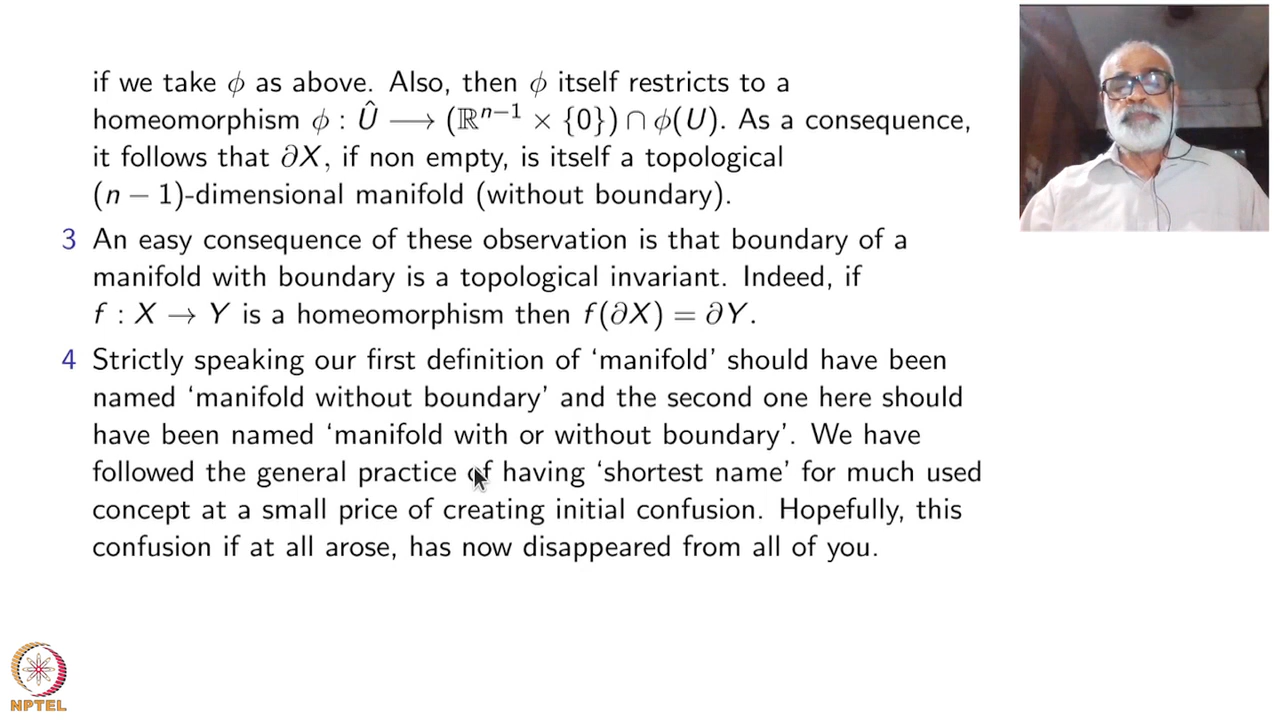 if we take ϕ as above. Also, then ϕ itself restricts to a
homeomorphism ϕ : Û ⟶ (ℝⁿ⁻¹ × {0}) ∩ ϕ(U). As a consequence,
it follows that ∂X, if non empty, is itself a topological
(n − 1)-dimensional manifold (without boundary).
3 An easy consequence of these observation is that boundary of a
manifold with boundary is a topological invariant. Indeed, if
f : X → Y is a homeomorphism then f(∂X) = ∂Y.
4 Strictly speaking our first definition of ‘manifold’ should have been
named ‘manifold without boundary’ and the second one here should
have been named ‘manifold with or without boundary’. We have
followed the general practice of having ‘shortest name’ for much used
concept at a small price of creating initial confusion. Hopefully, this
confusion if at all arose, has now disappeared from all of you.
NPTEL